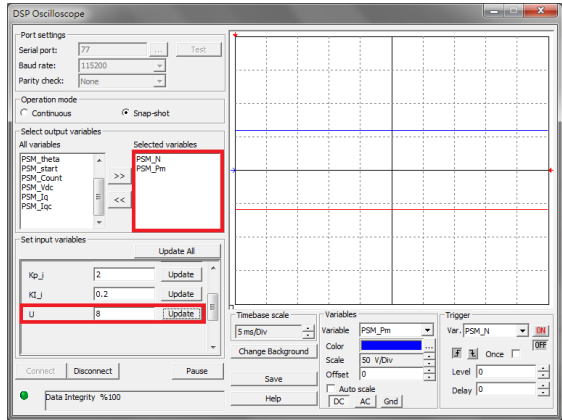 DSP Oscilloscope
Port settings
Serial port: 77 ... Test
Baud rate: 115200
Parity check: None
Operation mode
Continuous Snap-shot
Select output variables
All variables Selected variables
PSM_theta
PSM_start
PSM_Count
PSM_Vdc
PSM_Iq
PSM_Iqc
>>
<<
PSM_N
PSM_Pm
Set input variables
Update All
Kp_i 2 Update
KI_i 0.2 Update
U 8 Update
Connect Disconnect Pause
Data Integrity %100
Timebase scale
5 ms/Div
Change Background
Save
Help
Variables
Variable PSM_Pm
Color ...
Scale 50 V/Div
Offset 0
Auto scale
DC AC Gnd
Trigger
Var. PSM_N ON
OFF
Once
Level 0
Delay 0